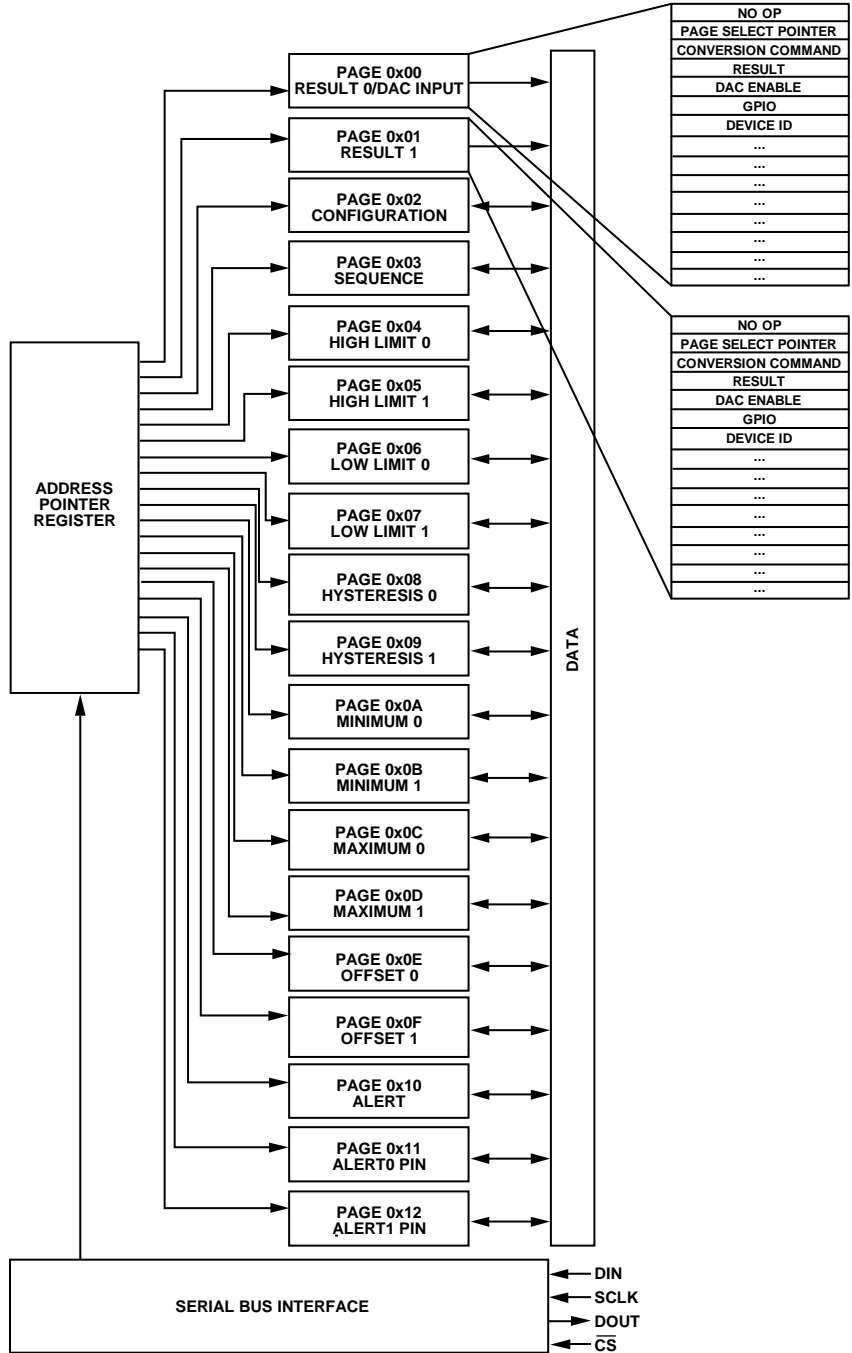 PAGE 0x00
RESULT 0/DAC INPUT
PAGE 0x01
RESULT 1
PAGE 0x02
CONFIGURATION
PAGE 0x03
SEQUENCE
PAGE 0x04
HIGH LIMIT 0
PAGE 0x05
HIGH LIMIT 1
PAGE 0x06
LOW LIMIT 0
PAGE 0x07
LOW LIMIT 1
PAGE 0x08
HYSTERESIS 0
PAGE 0x09
HYSTERESIS 1
PAGE 0x0A
MINIMUM 0
PAGE 0x0B
MINIMUM 1
PAGE 0x0C
MAXIMUM 0
PAGE 0x0D
MAXIMUM 1
PAGE 0x0E
OFFSET 0
PAGE 0x0F
OFFSET 1
PAGE 0x10
ALERT
PAGE 0x11
ALERT0 PIN
PAGE 0x12
ALERT1 PIN
ADDRESS
POINTER
REGISTER
DATA
NO OP
PAGE SELECT POINTER
CONVERSION COMMAND
RESULT
DAC ENABLE
GPIO
DEVICE ID
...
...
...
...
...
...
...
...
NO OP
PAGE SELECT POINTER
CONVERSION COMMAND
RESULT
DAC ENABLE
GPIO
DEVICE ID
...
...
...
...
...
...
...
...
SERIAL BUS INTERFACE
DIN
SCLK
DOUT
CS